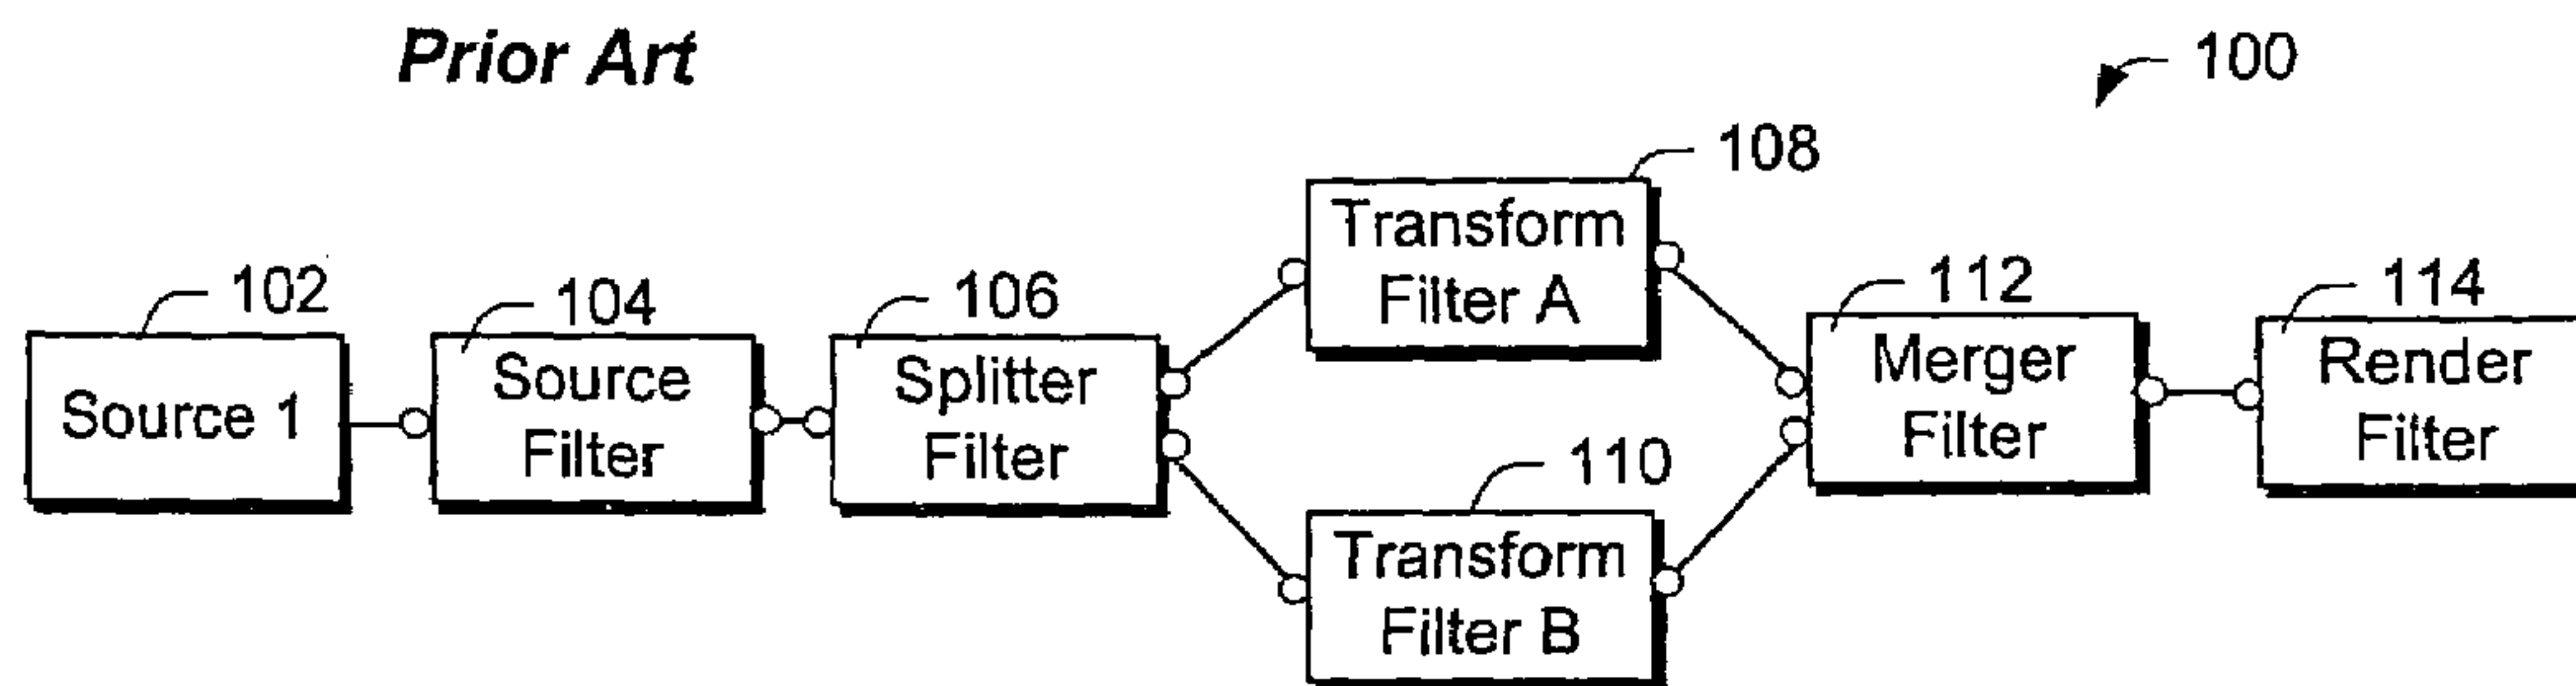 Prior Art
100
102
Source 1
104
Source
Filter
106
Splitter
Filter
108
Transform
Filter A
110
Transform
Filter B
112
Merger
Filter
114
Render
Filter